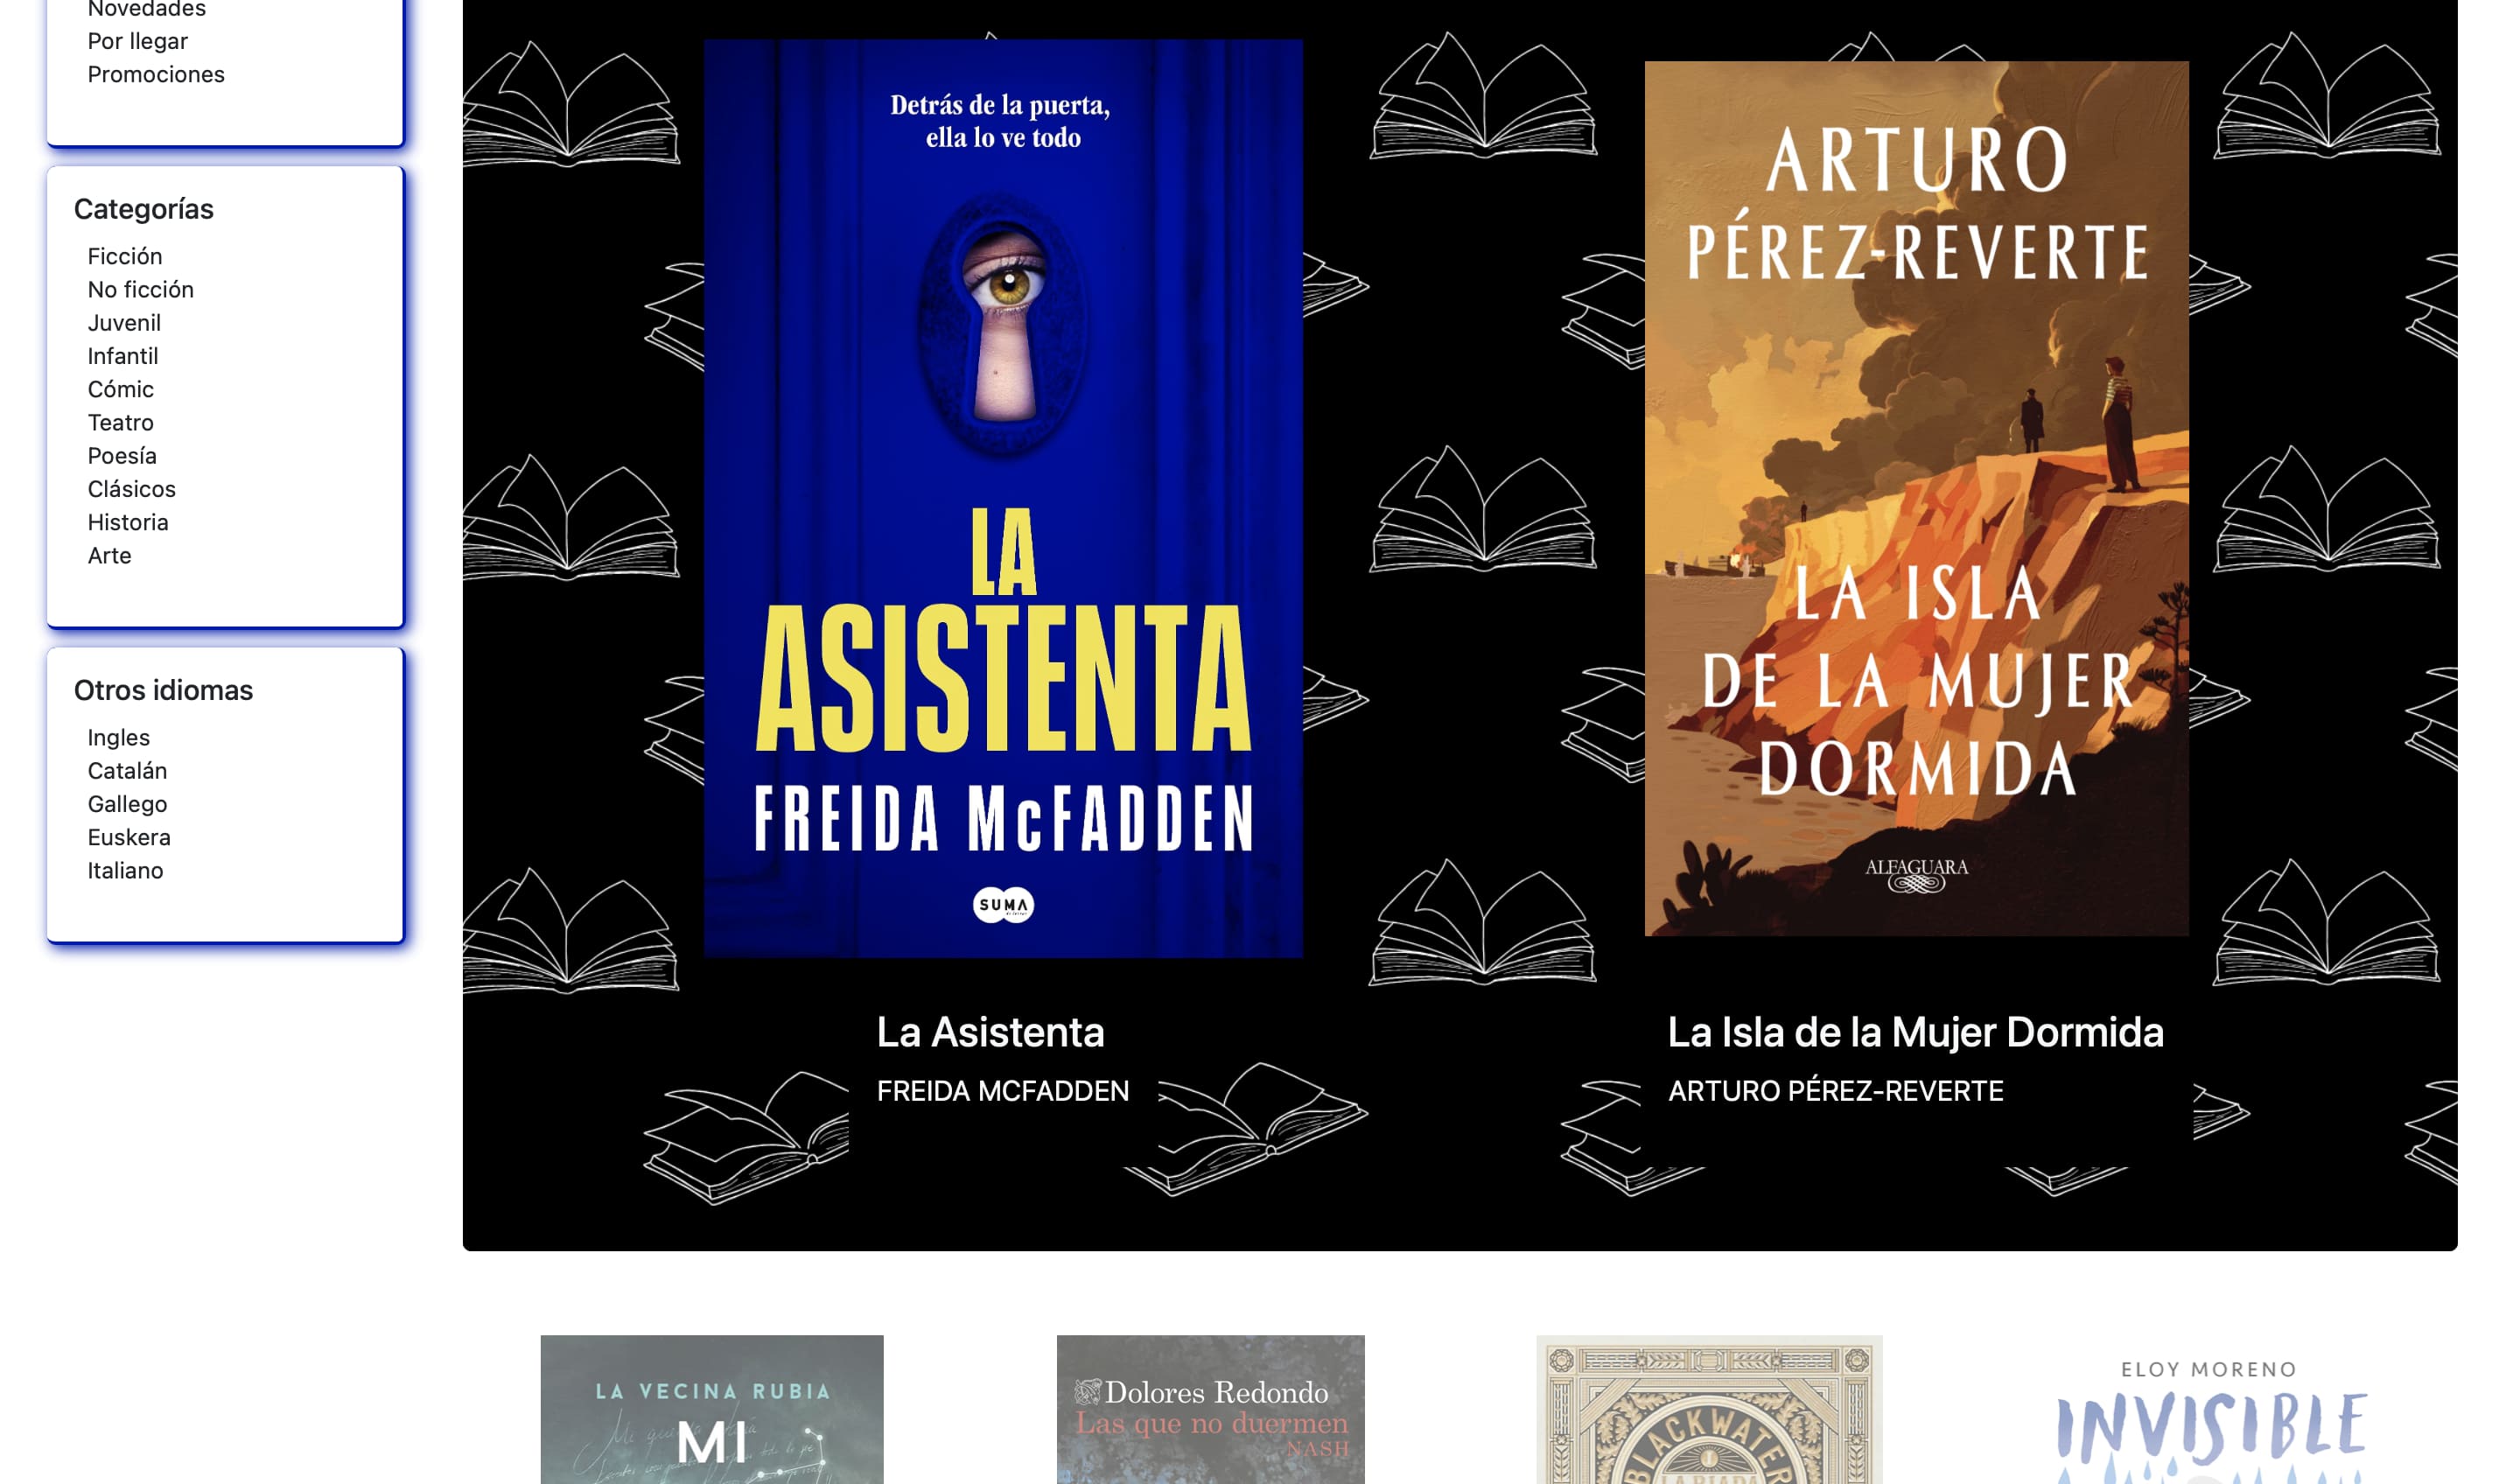 Novedades
Por llegar
Promociones
Categorías
Ficción
No ficción
Juvenil
Infantil
Cómic
Teatro
Poesía
Clásicos
Historia
Arte
Otros idiomas
Ingles
Catalán
Gallego
Euskera
Italiano
Detrás de la puerta,
ella lo ve todo
LA
ASISTENTA
FREIDA McFADDEN
SUMA
ARTURO
PÉREZ-REVERTE
LA ISLA
DE LA MUJER
DORMIDA
ALFAGUARA
La Asistenta
FREIDA MCFADDEN
La Isla de la Mujer Dormida
ARTURO PÉREZ-REVERTE
LA VECINA RUBIA
MI
Dolores Redondo
Las que no duermen
NASH
BLACKWATER
ELOY MORENO
INVISIBLE